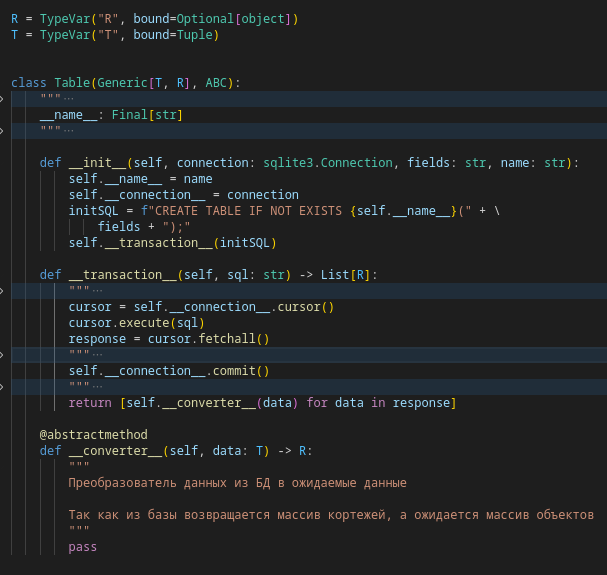 R = TypeVar("R", bound=Optional[object])
T = TypeVar("T", bound=Tuple)
class Table(Generic[T, R], ABC):
"""...
__name__: Final[str]
"""...
def __init__(self, connection: sqlite3.Connection, fields: str, name: str):
self.__name__ = name
self.__connection__ = connection
initSQL = f"CREATE TABLE IF NOT EXISTS {self.__name__}(" + \
fields + ");"
self.__transaction__(initSQL)
def __transaction__(self, sql: str) -> List[R]:
"""...
cursor = self.__connection__.cursor()
cursor.execute(sql)
response = cursor.fetchall()
"""...
self.__connection__.commit()
"""...
return [self.__converter__(data) for data in response]
@abstractmethod
def __converter__(self, data: T) -> R:
"""
Преобразователь данных из БД в ожидаемые данные
Так как из базы возвращается массив кортежей, а ожидается массив объектов
"""
pass